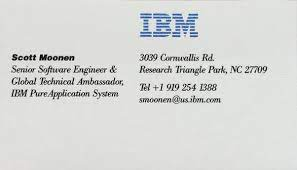 IBM
Scott Moonen
Senior Software Engineer &
Global Technical Ambassador,
IBM PureApplication System
3039 Cornwallis Rd.
Research Triangle Park, NC 27709
Tel +1 919 254 1388
smoonen@us.ibm.com